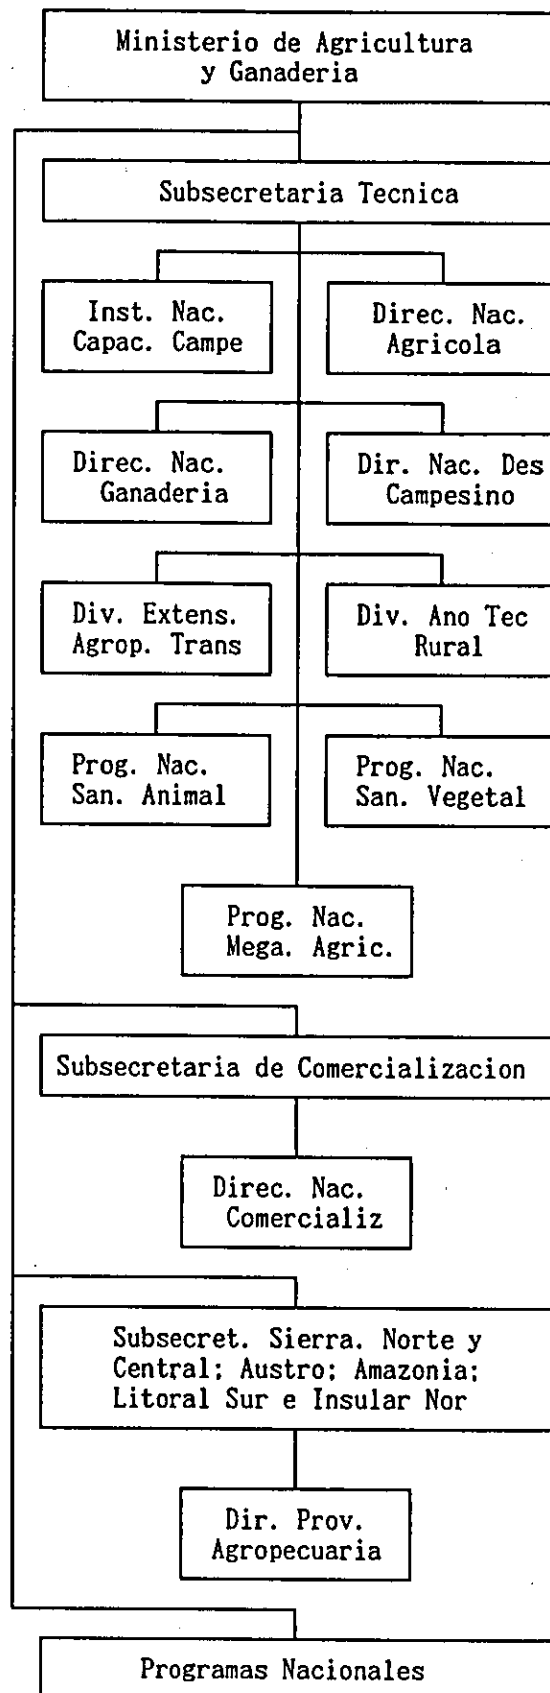 Ministerio de Agricultura
y Ganaderia
Subsecretaria Tecnica
Inst. Nac.
Capac. Campe
Direc. Nac.
Agricola
Direc. Nac.
Ganaderia
Dir. Nac. Des
Campesino
Div. Extens.
Agrop. Trans
Div. Ano Tec
Rural
Prog. Nac.
San. Animal
Prog. Nac.
San. Vegetal
Prog. Nac.
Mega. Agric.
Subsecretaria de Comercializacion
Direc. Nac.
Comercializ
Subsecret. Sierra. Norte y
Central; Austro; Amazonia;
Litoral Sur e Insular Nor
Dir. Prov.
Agropecuaria
Programas Nacionales